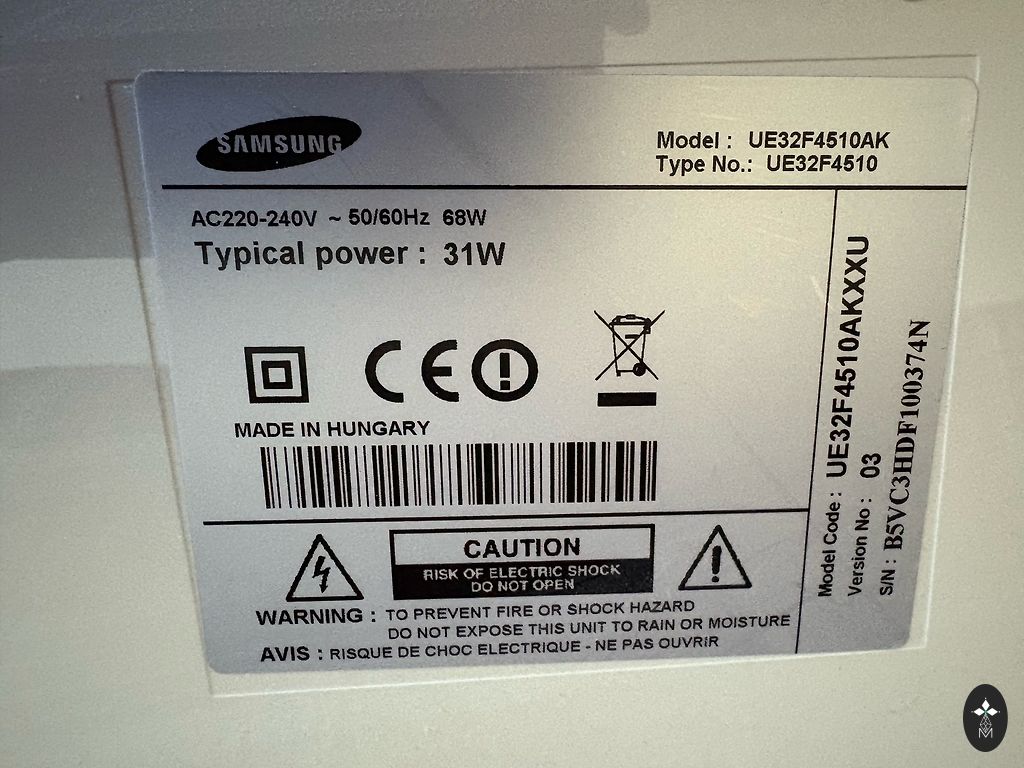 SAMSUNG
Model : UE32F4510AK
Type No.: UE32F4510
AC220-240V ~ 50/60Hz 68W
Typical power : 31W
CE
MADE IN HUNGARY
CAUTION
RISK OF ELECTRIC SHOCK
DO NOT OPEN
WARNING : TO PREVENT FIRE OR SHOCK HAZARD
DO NOT EXPOSE THIS UNIT TO RAIN OR MOISTURE
AVIS : RISQUE DE CHOC ELECTRIQUE - NE PAS OUVRIR
Model Code : UE32F4510AKXXU
Version No : 03
S/N : B5VC3HDF100374N
M